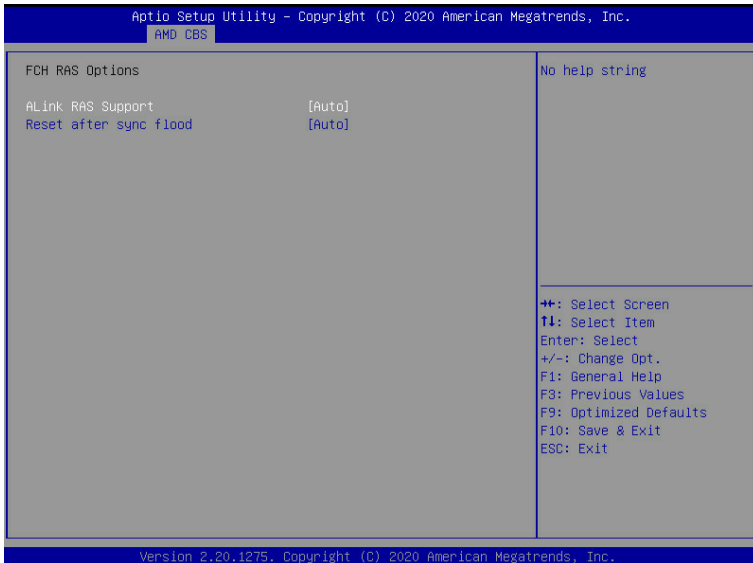 Aptio Setup Utility – Copyright (C) 2020 American Megatrends, Inc.
AMD CBS
FCH RAS Options
ALink RAS Support [Auto]
Reset after sync flood [Auto]
No help string
→←: Select Screen
↑↓: Select Item
Enter: Select
+/-: Change Opt.
F1: General Help
F3: Previous Values
F9: Optimized Defaults
F10: Save & Exit
ESC: Exit
Version 2.20.1275. Copyright (C) 2020 American Megatrends, Inc.